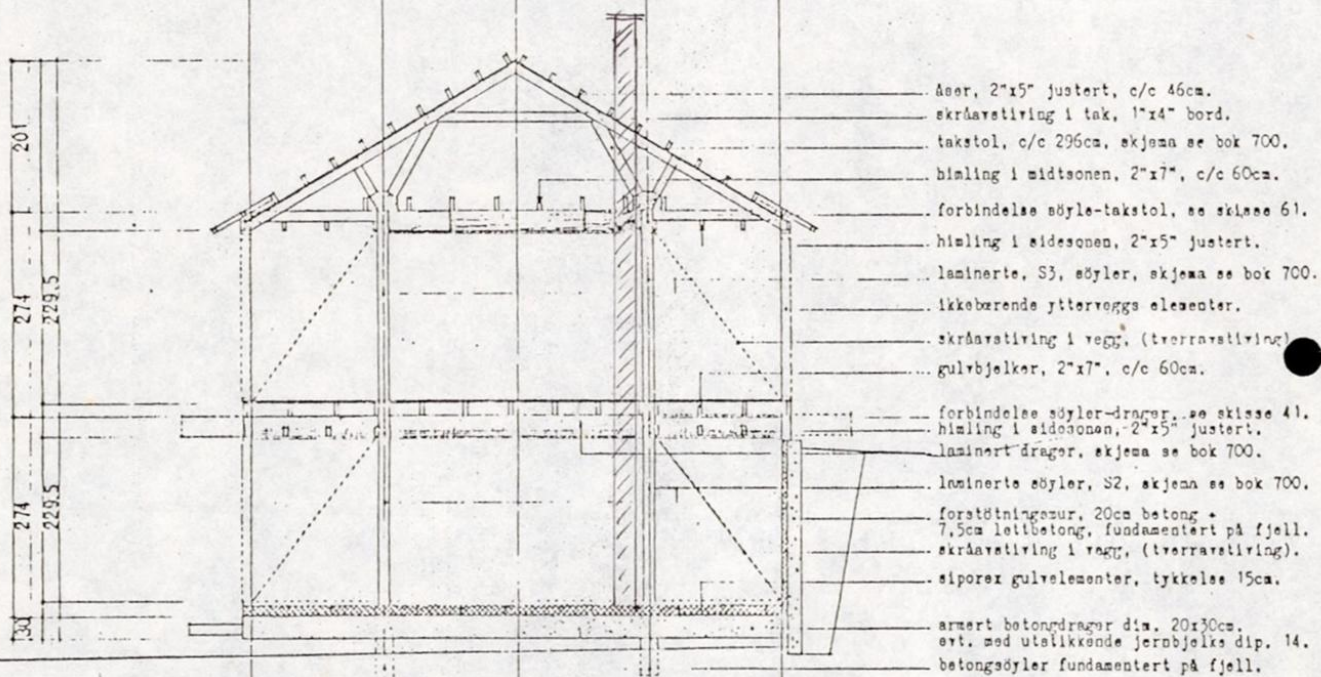 åser, 2"x5" justert, c/c 46cm.
skråavstiving i tak, 1"x4" bord.
takstol, c/c 296cm, skjema se bok 700.
himling i midtsonen, 2"x7", c/c 60cm.
forbindelse söyle-takstol, se skisse 61.
himling i sidesonen, 2"x5" justert.
laminerte, S3, söyler, skjema se bok 700.
ikkebærende ytterveggs elementer.
skråavstiving i vegg, (tverravstiving)
gulvbjelker, 2"x7", c/c 60cm.
forbindelse söyler-drager, se skisse 41.
himling i sidesonen, 2"x5" justert.
laminert drager, skjema se bok 700.
laminerte söyler, S2, skjema se bok 700.
forstötningsmur, 20cm betong +
7,5cm lettbetong, fundamentert på fjell.
skråavstiving i vegg, (tverravstiving).
siporex gulvelementer, tykkelse 15cm.
armert betongdrager dim. 20x30cm.
evt. med utstikkende jernbjelke dip. 14.
betongsöyler fundamentert på fjell.
201
274
229.5
274
229.5
30